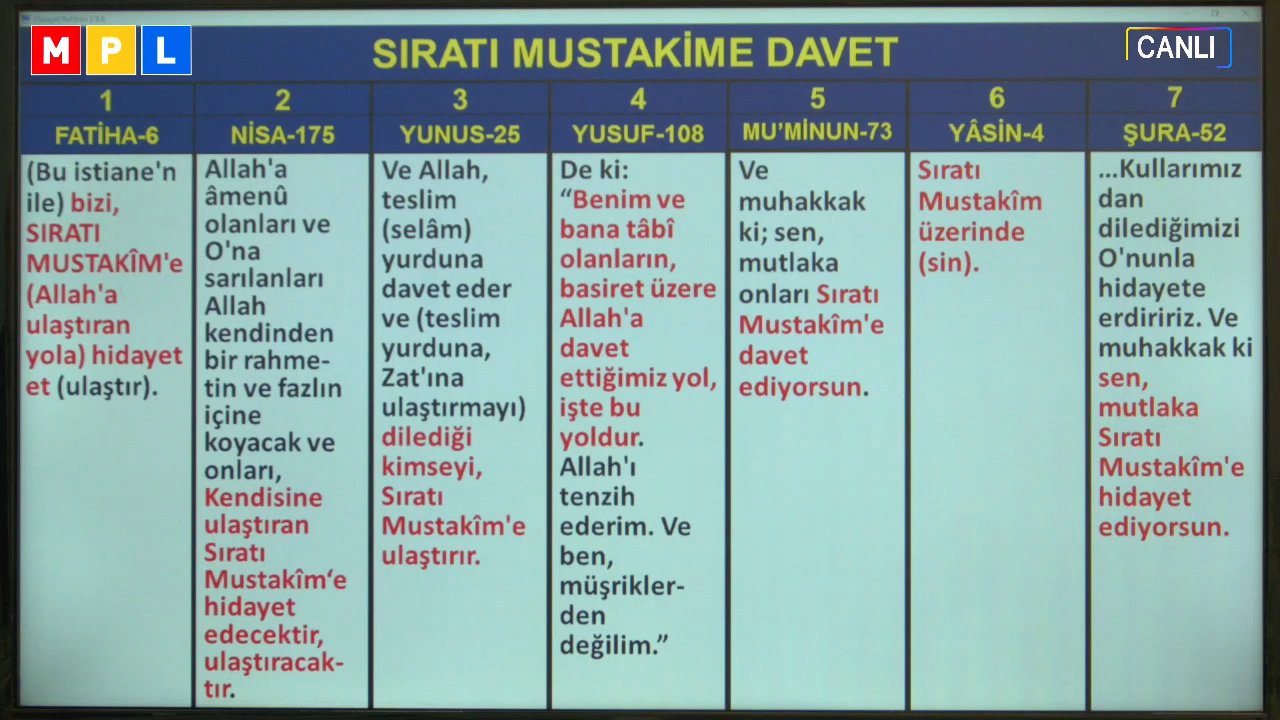 MPL
CANLI
SIRATI MUSTAKİME DAVET
1
FATİHA-6
(Bu istiane'n
ile) bizi,
SIRATI
MUSTAKÎM'e
(Allah'a
ulaştıran
yola) hidayet
et (ulaştır).
2
NİSA-175
Allah'a
âmenû
olanları ve
O'na
sarılanları
Allah
kendinden
bir rahme-
tin ve fazlın
içine
koyacak ve
onları,
Kendisine
ulaştıran
Sıratı
Mustakîm‘e
hidayet
edecektir,
ulaştıracak-
tır.
3
YUNUS-25
Ve Allah,
teslim
(selâm)
yurduna
davet eder
ve (teslim
yurduna,
Zat'ına
ulaştırmayı)
dilediği
kimseyi,
Sıratı
Mustakîm'e
ulaştırır.
4
YUSUF-108
De ki:
“Benim ve
bana tâbî
olanların,
basiret üzere
Allah'a
davet
ettiğimiz yol,
işte bu
yoldur.
Allah'ı
tenzih
ederim. Ve
ben,
müşrikler-
den
değilim.”
5
MU’MİNUN-73
Ve
muhakkak
ki; sen,
mutlaka
onları Sıratı
Mustakîm'e
davet
ediyorsun.
6
YÂSİN-4
Sıratı
Mustakîm
üzerinde
(sin).
7
ŞURA-52
...Kullarımız
dan
dilediğimizi
O'nunla
hidayete
erdiririz. Ve
muhakkak ki
sen,
mutlaka
Sıratı
Mustakîm'e
hidayet
ediyorsun.